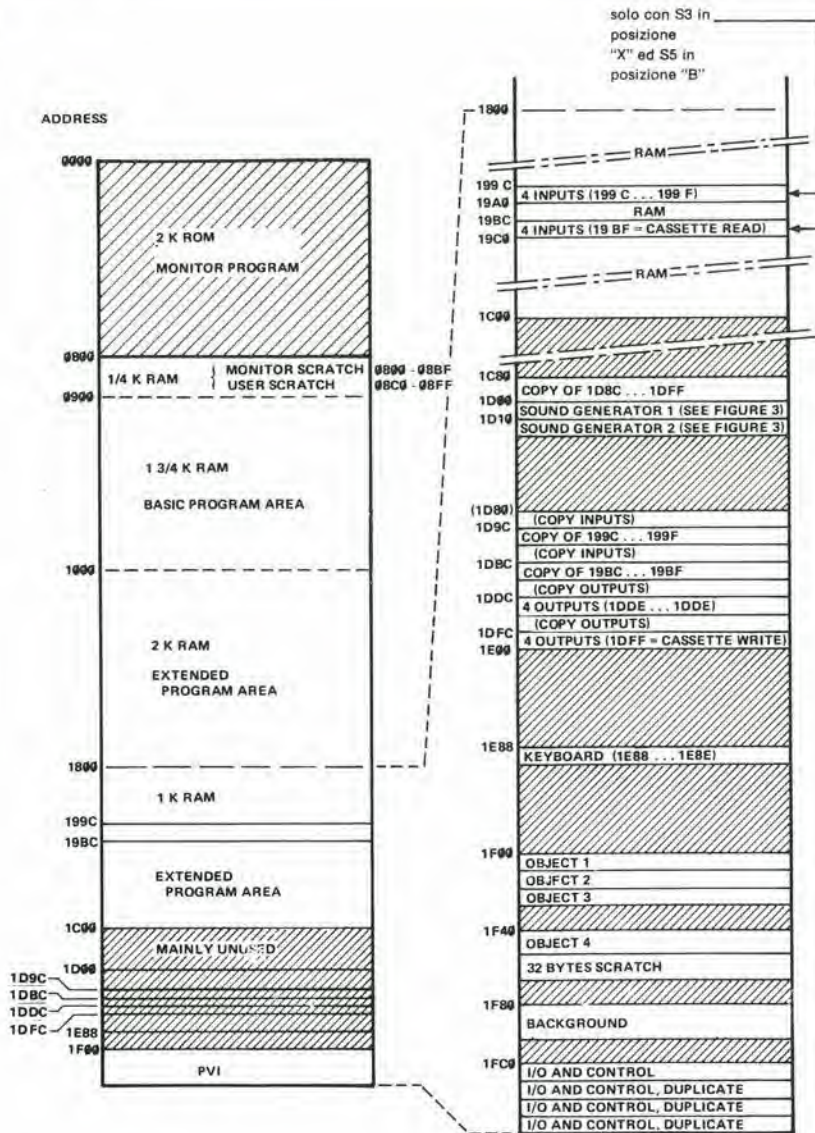 solo con S3 in
posizione
"X" ed S5 in
posizione "B"
ADDRESS
0000
2 K ROM
MONITOR PROGRAM
0800
1/4 K RAM
MONITOR SCRATCH 0800 - 08BF
USER SCRATCH 08C0 - 08FF
0900
1 3/4 K RAM
BASIC PROGRAM AREA
1000
2 K RAM
EXTENDED
PROGRAM AREA
1800
1 K RAM
199C
19BC
EXTENDED
PROGRAM AREA
1C00
MAINLY UNUSED
1D00
1D9C
1DBC
1DDC
1DFC
1E88
1F00
PVI
1800
RAM
199 C
4 INPUTS (199 C ... 199 F)
19A0
RAM
19BC
4 INPUTS (19 BF = CASSETTE READ)
19C0
RAM
1C00
1C80
COPY OF 1D8C ... 1DFF
1D00
SOUND GENERATOR 1 (SEE FIGURE 3)
1D10
SOUND GENERATOR 2 (SEE FIGURE 3)
(1D80)
(COPY INPUTS)
1D9C
COPY OF 199C ... 199F
(COPY INPUTS)
1DBC
COPY OF 19BC ... 19BF
(COPY OUTPUTS)
1DDC
4 OUTPUTS (1DDE ... 1DDE)
(COPY OUTPUTS)
1DFC
4 OUTPUTS (1DFF = CASSETTE WRITE)
1E00
1E88
KEYBOARD (1E88 ... 1E8E)
1F00
OBJECT 1
OBJFCT 2
OBJECT 3
1F40
OBJECT 4
32 BYTES SCRATCH
1F80
BACKGROUND
1FC0
I/O AND CONTROL
I/O AND CONTROL, DUPLICATE
I/O AND CONTROL, DUPLICATE
I/O AND CONTROL, DUPLICATE